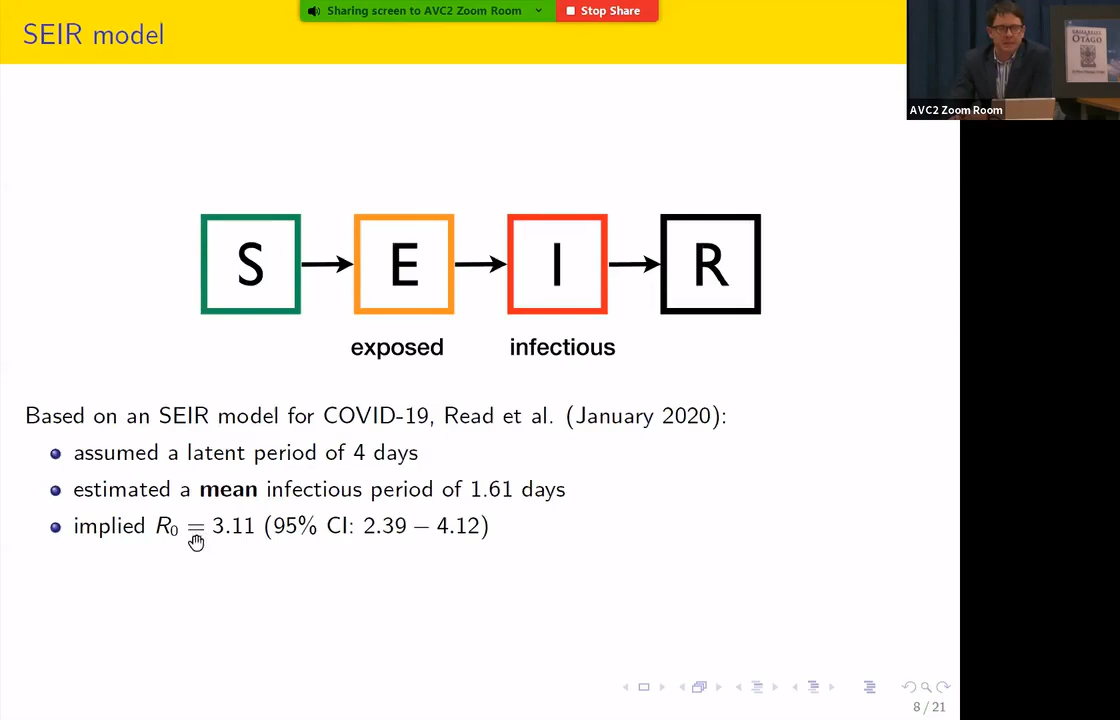 Sharing screen to AVC2 Zoom Room
Stop Share
SEIR model
OTAGO
AVC2 Zoom Room
S E I R
exposed infectious
Based on an SEIR model for COVID-19, Read et al. (January 2020):
assumed a latent period of 4 days
estimated a mean infectious period of 1.61 days
implied R₀ = 3.11 (95% CI: 2.39 – 4.12)
8 / 21